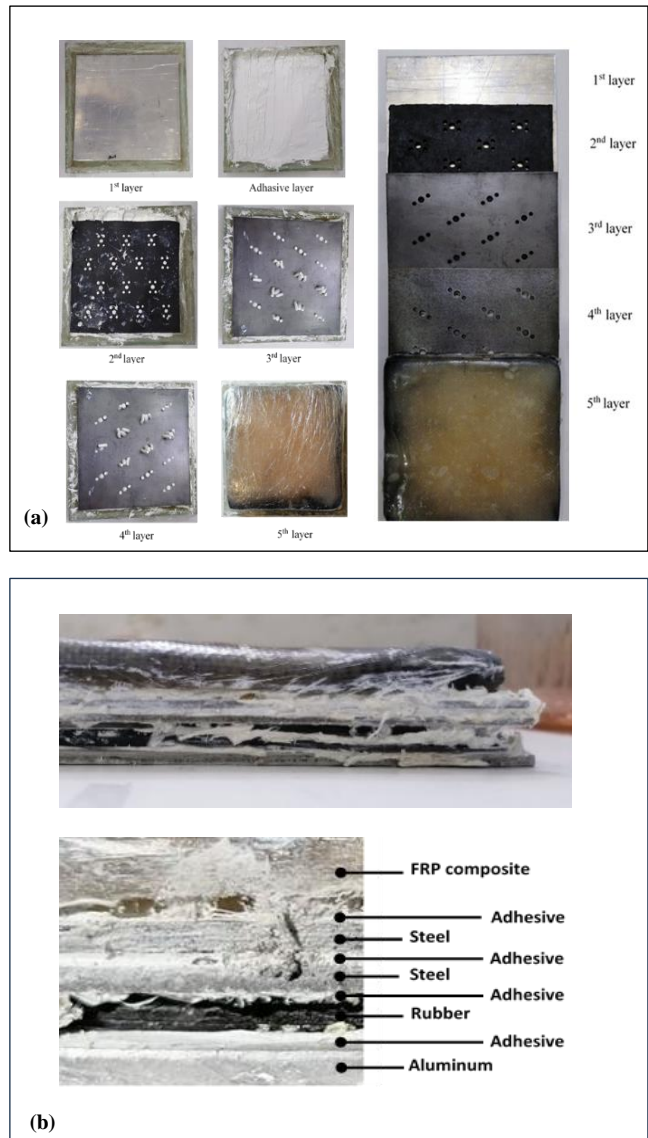 1st layer
Adhasive layer
2nd layer
3rd layer
4th layer
5th layer
(a)
1st layer
2nd layer
3rd layer
4th layer
5th layer
FRP composite
Adhesive
Steel
Adhesive
Steel
Adhesive
Rubber
Adhesive
Aluminum
(b)